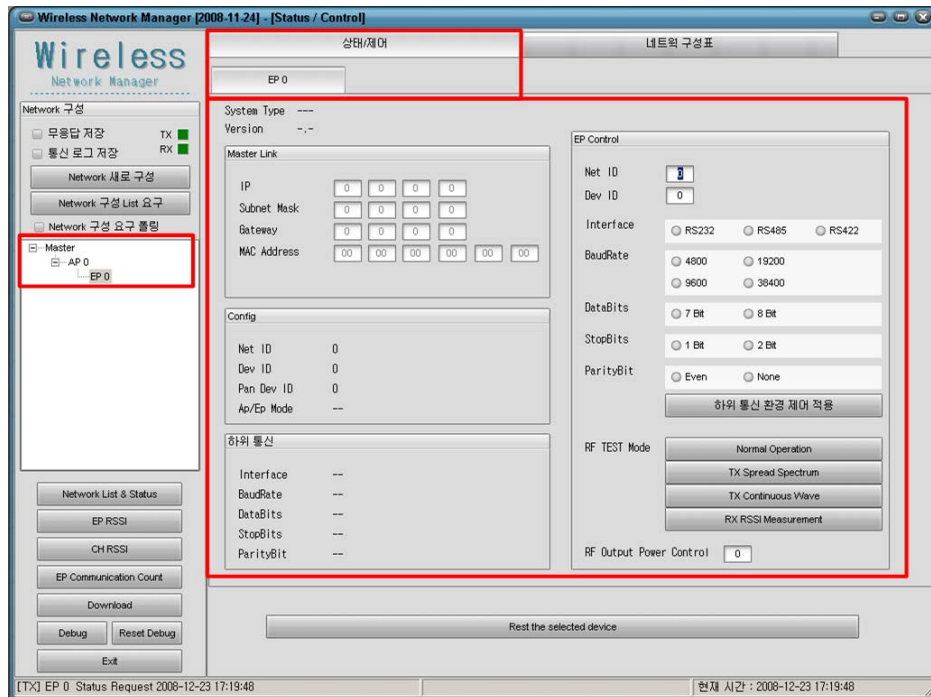 Wireless Network Manager [2008-11-24] - [Status / Control]
Wireless
Network Manager
Network 구성
무응답 저장 TX
통신 로그 저장 RX
Network 새로 구성
Network 구성 List 요구
Network 구성 요구 폴링
Master
AP 0
EP 0
Network List & Status
EP RSSI
CH RSSI
EP Communication Count
Download
Debug Reset Debug
Exit
상태/제어 네트웍 구성표
EP 0
System Type ---
Version -.-
Master Link
IP 0 0 0 0
Subnet Mask 0 0 0 0
Gateway 0 0 0 0
MAC Address 00 00 00 00 00 00
Config
Net ID 0
Dev ID 0
Pan Dev ID 0
Ap/Ep Mode --
하위 통신
Interface --
BaudRate --
DataBits --
StopBits --
ParityBit --
EP Control
Net ID 0
Dev ID 0
Interface RS232 RS485 RS422
BaudRate 4800 19200
9600 38400
DataBits 7 Bit 8 Bit
StopBits 1 Bit 2 Bit
ParityBit Even None
하위 통신 환경 제어 적용
RF TEST Mode Normal Operation
TX Spread Spectrum
TX Continuous Wave
RX RSSI Measurement
RF Output Power Control 0
Rest the selected device
[TX] EP 0 Status Request 2008-12-23 17:19:48 현재 시간 : 2008-12-23 17:19:48